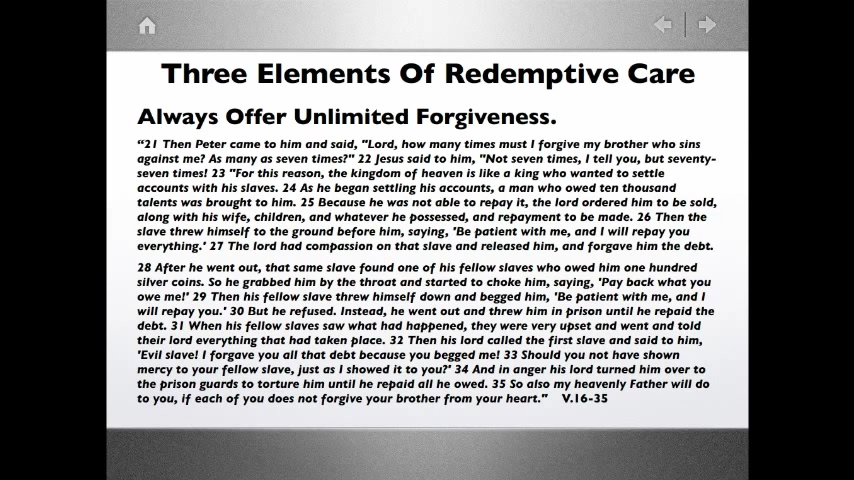 Three Elements Of Redemptive Care
Always Offer Unlimited Forgiveness.
“21 Then Peter came to him and said, "Lord, how many times must I forgive my brother who sins
against me? As many as seven times?" 22 Jesus said to him, "Not seven times, I tell you, but seventy-
seven times! 23 "For this reason, the kingdom of heaven is like a king who wanted to settle
accounts with his slaves. 24 As he began settling his accounts, a man who owed ten thousand
talents was brought to him. 25 Because he was not able to repay it, the lord ordered him to be sold,
along with his wife, children, and whatever he possessed, and repayment to be made. 26 Then the
slave threw himself to the ground before him, saying, 'Be patient with me, and I will repay you
everything.' 27 The lord had compassion on that slave and released him, and forgave him the debt.
28 After he went out, that same slave found one of his fellow slaves who owed him one hundred
silver coins. So he grabbed him by the throat and started to choke him, saying, 'Pay back what you
owe me!' 29 Then his fellow slave threw himself down and begged him, 'Be patient with me, and I
will repay you.' 30 But he refused. Instead, he went out and threw him in prison until he repaid the
debt. 31 When his fellow slaves saw what had happened, they were very upset and went and told
their lord everything that had taken place. 32 Then his lord called the first slave and said to him,
'Evil slave! I forgave you all that debt because you begged me! 33 Should you not have shown
mercy to your fellow slave, just as I showed it to you?' 34 And in anger his lord turned him over to
the prison guards to torture him until he repaid all he owed. 35 So also my heavenly Father will do
to you, if each of you does not forgive your brother from your heart." V.16-35